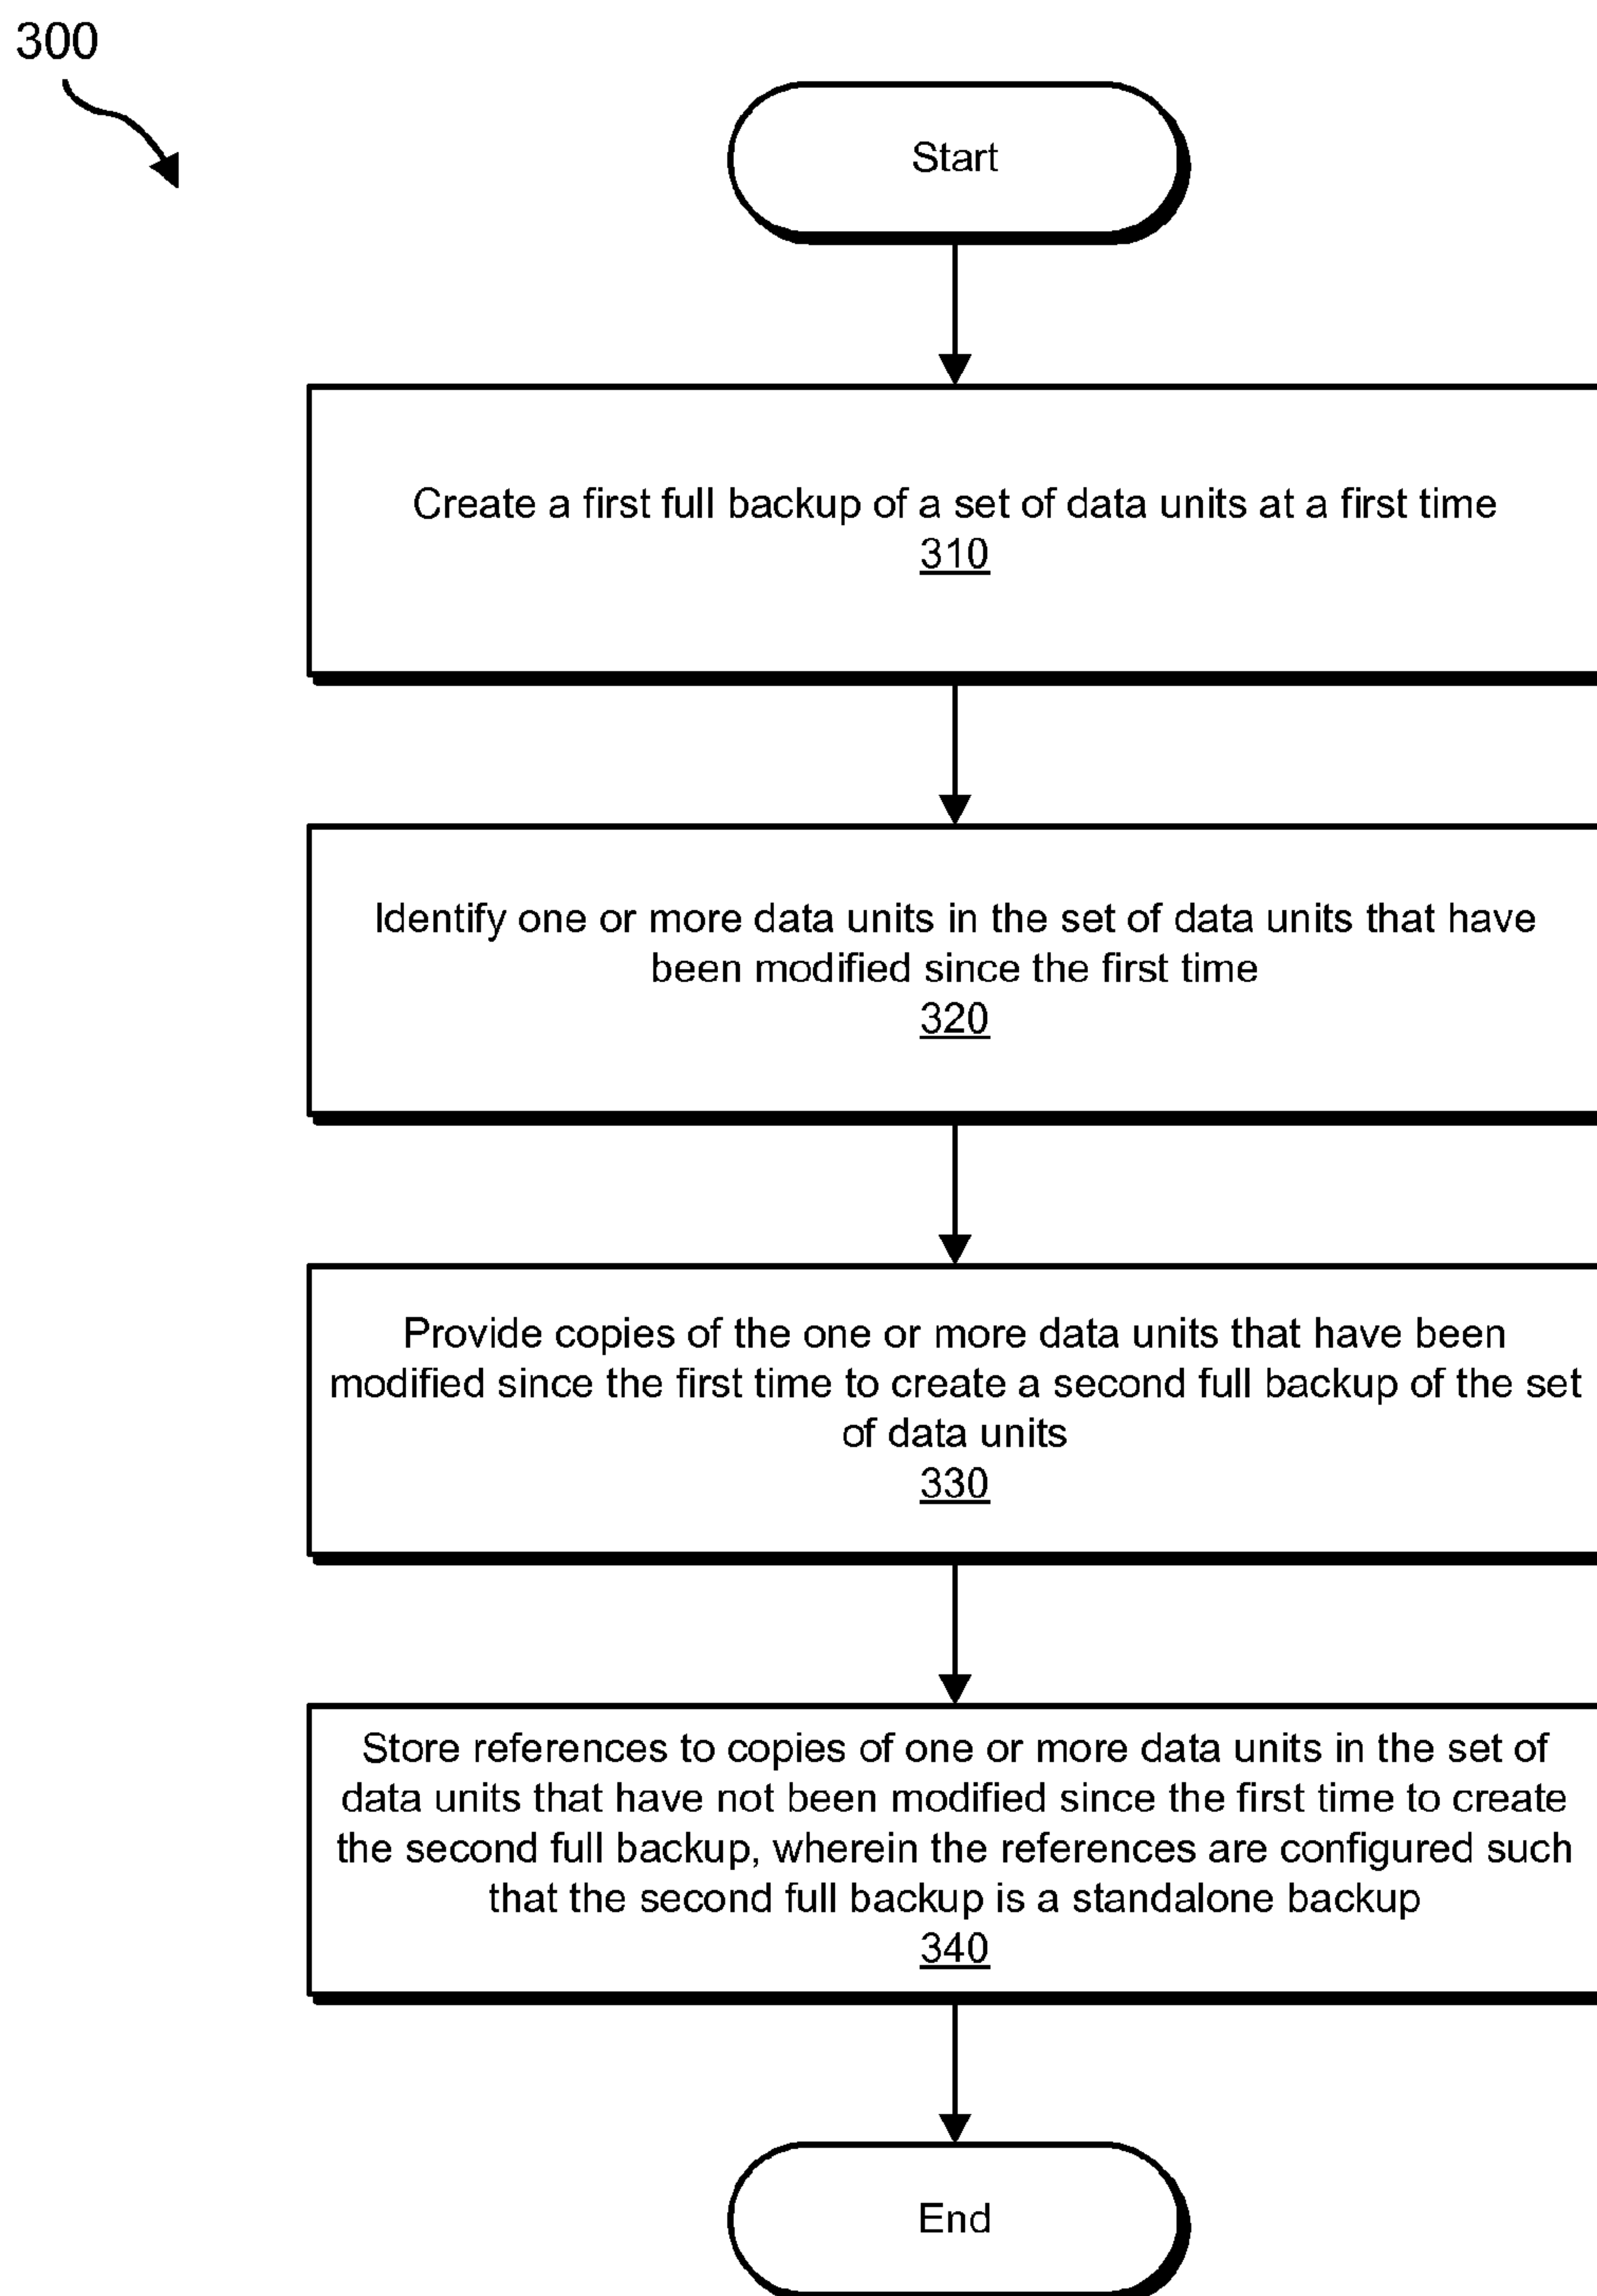 300
Start
Create a first full backup of a set of data units at a first time
310
Identify one or more data units in the set of data units that have
been modified since the first time
320
Provide copies of the one or more data units that have been
modified since the first time to create a second full backup of the set
of data units
330
Store references to copies of one or more data units in the set of
data units that have not been modified since the first time to create
the second full backup, wherein the references are configured such
that the second full backup is a standalone backup
340
End